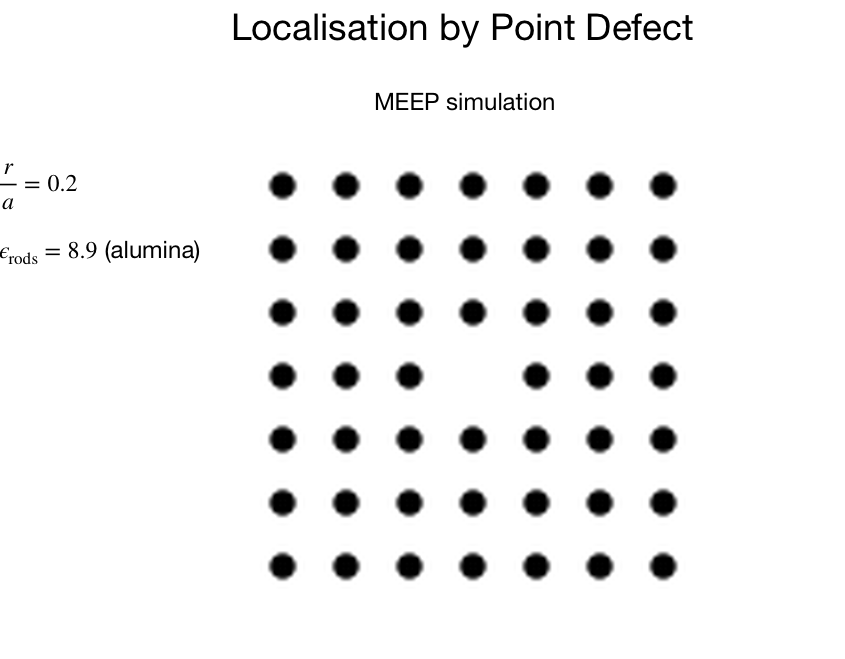 Localisation by Point Defect
MEEP simulation
r/a = 0.2
ϵrods = 8.9 (alumina)